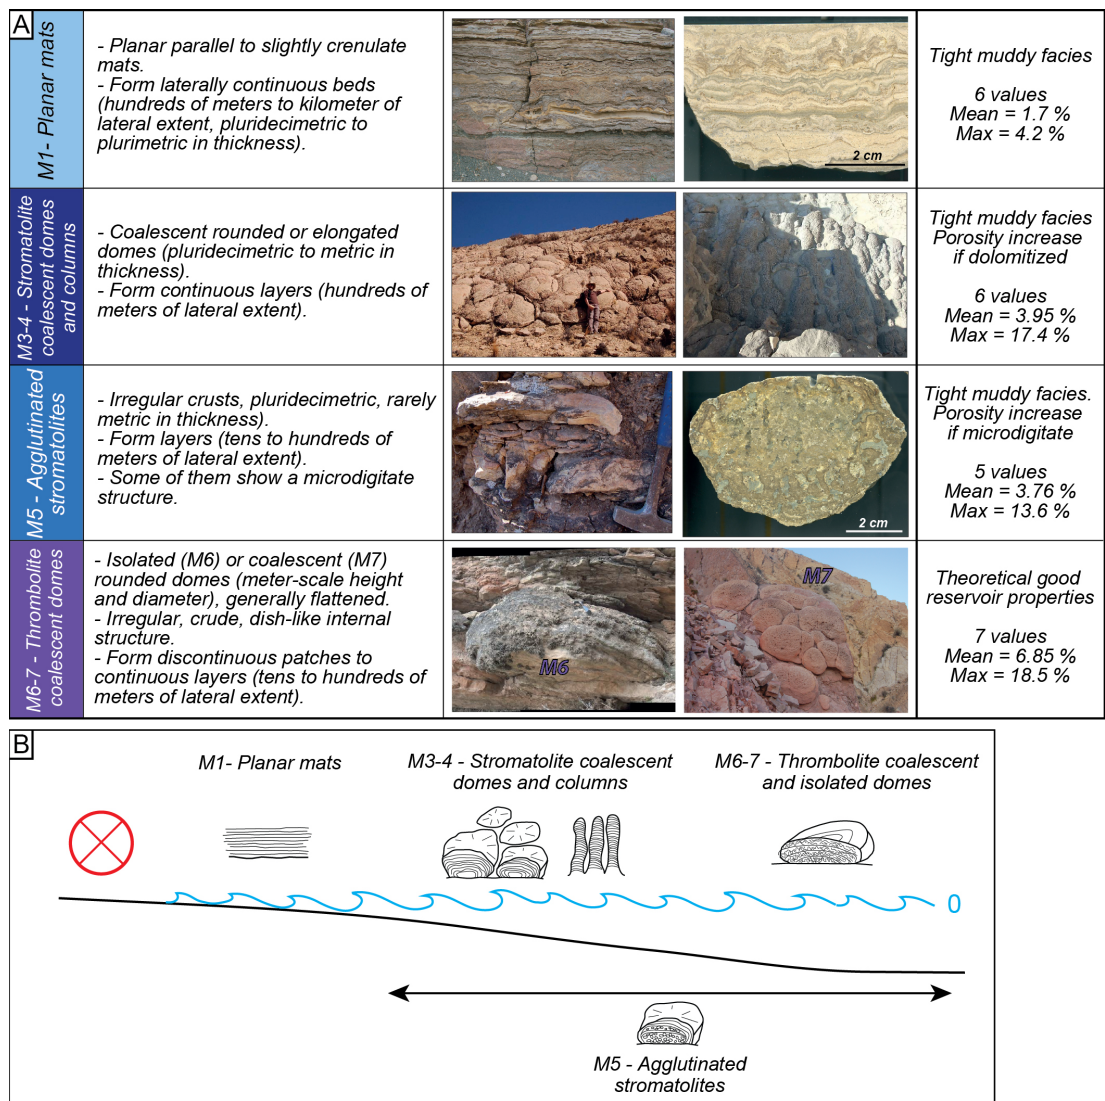 A
M1- Planar mats
- Planar parallel to slightly crenulate
mats.
- Form laterally continuous beds
(hundreds of meters to kilometer of
lateral extent, pluridecimetric to
plurimetric in thickness).
2 cm
Tight muddy facies
6 values
Mean = 1.7 %
Max = 4.2 %
M3-4 - Stromatolite
coalescent domes
and columns
- Coalescent rounded or elongated
domes (pluridecimetric to metric in
thickness).
- Form continuous layers (hundreds of
meters of lateral extent).
Tight muddy facies
Porosity increase
if dolomitized
6 values
Mean = 3.95 %
Max = 17.4 %
M5 - Agglutinated
stromatolites
- Irregular crusts, pluridecimetric, rarely
metric in thickness).
- Form layers (tens to hundreds of
meters of lateral extent).
- Some of them show a microdigitate
structure.
2 cm
Tight muddy facies.
Porosity increase
if microdigitate
5 values
Mean = 3.76 %
Max = 13.6 %
M6-7 - Thrombolite
coalescent domes
- Isolated (M6) or coalescent (M7)
rounded domes (meter-scale height
and diameter), generally flattened.
- Irregular, crude, dish-like internal
structure.
- Form discontinuous patches to
continuous layers (tens to hundreds of
meters of lateral extent).
M6
M7
Theoretical good
reservoir properties
7 values
Mean = 6.85 %
Max = 18.5 %
B
M1- Planar mats
M3-4 - Stromatolite coalescent
domes and columns
M6-7 - Thrombolite coalescent
and isolated domes
0
M5 - Agglutinated
stromatolites